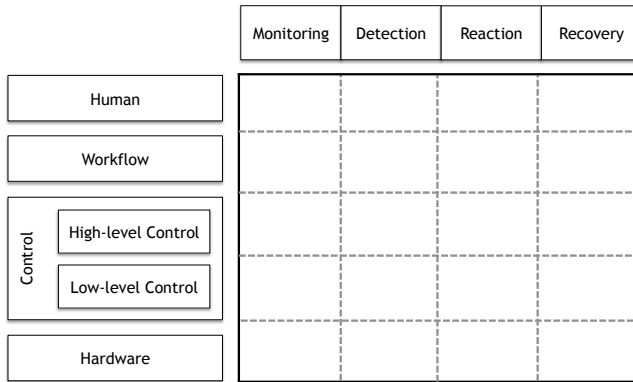 Monitoring Detection Reaction Recovery
Human
Workflow
Control
High-level Control
Low-level Control
Hardware